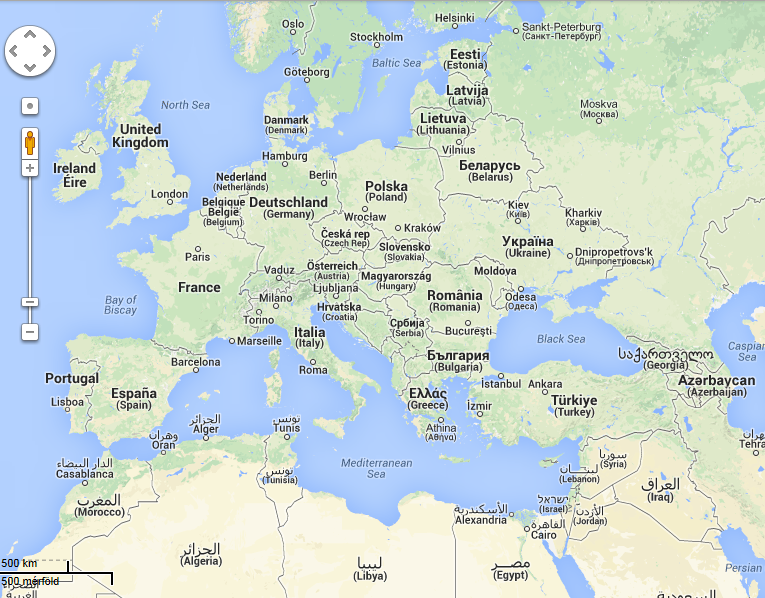 Oslo
Helsinki
Stockholm
Sankt-Peterburg
(Санкт-Петербург)
Eesti
(Estonia)
Baltic Sea
Göteborg
Latvija
(Latvia)
Moskva
(Москва)
North Sea
Danmark
(Denmark)
Lietuva
(Lithuania)
United
Kingdom
Vilnius
Hamburg
Беларусь
(Belarus)
Ireland
Éire
Nederland
(Netherlands)
Berlin
Polska
(Poland)
London
Belgique
België
(Belgium)
Deutschland
(Germany)
Wrocław
Kraków
Kiev
(Київ)
Kharkiv
(Харків)
Česká rep
(Czech Rep)
Slovensko
(Slovakia)
Україна
(Ukraine)
Dnipropetrovs'k
(Дніпропетровськ)
Paris
Vaduz
Österreich
(Austria)
Magyarország
(Hungary)
Moldova
France
Ljubljana
Milano
România
(Romania)
Odesa
(Одеса)
Bay of
Biscay
Hrvatska
(Croatia)
Torino
Србија
(Serbia)
București
Italia
(Italy)
Marseille
Black Sea
Caspian
Sea
България
(Bulgaria)
საქართველო
(Georgia)
Barcelona
Roma
Portugal
İstanbul
Ankara
Azərbaycan
(Azerbaijan)
España
(Spain)
Ελλάς
(Greece)
Türkiye
(Turkey)
Lisboa
İzmir
الجزائر
Alger
تونس
Tunis
Athina
(Αθήνα)
وهران
Oran
تهران
Tehra
الدار البيضاء
Casablanca
تونس
(Tunisia)
Mediterranean
Sea
سوريا
(Syria)
لبنان
(Lebanon)
العراق
(Iraq)
المغرب
(Morocco)
الأسكندرية
Alexandria
ישראל
(Israel)
الأردن
(Jordan)
القاهرة
Cairo
الجزائر
(Algeria)
ليبيا
(Libya)
مصر
(Egypt)
500 km
500 mérföld
Persian
السعودية